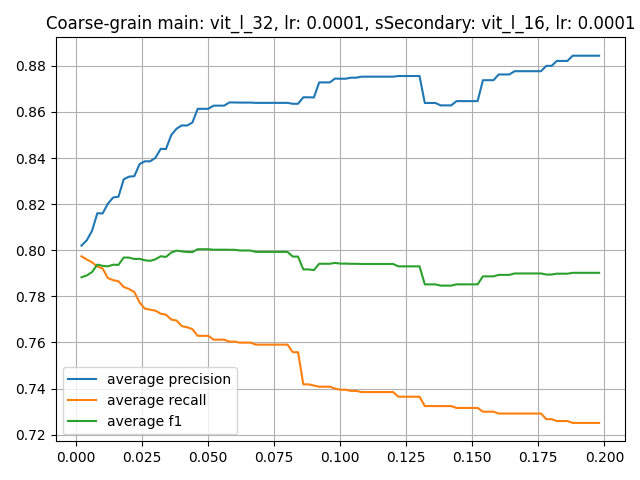 Coarse-grain main: vit_l_32, lr: 0.0001, sSecondary: vit_l_16, lr: 0.0001
0.88
0.86
0.84
0.82
0.80
0.78
0.76
0.74
0.72
average precision
average recall
average f1
0.000 0.025 0.050 0.075 0.100 0.125 0.150 0.175 0.200